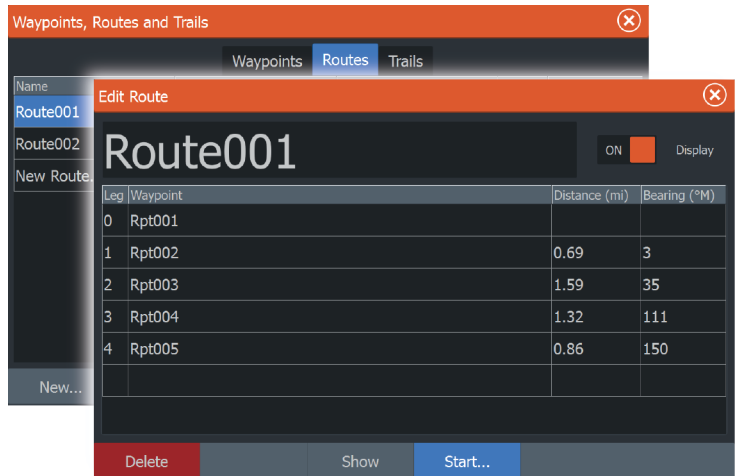 Waypoints, Routes and Trails
Waypoints Routes Trails
Name
Route001
Route002
New Route.
New...
Edit Route
Route001
ON Display
Leg Waypoint Distance (mi) Bearing (°M)
0 Rpt001
1 Rpt002 0.69 3
2 Rpt003 1.59 35
3 Rpt004 1.32 111
4 Rpt005 0.86 150
Delete Show Start...